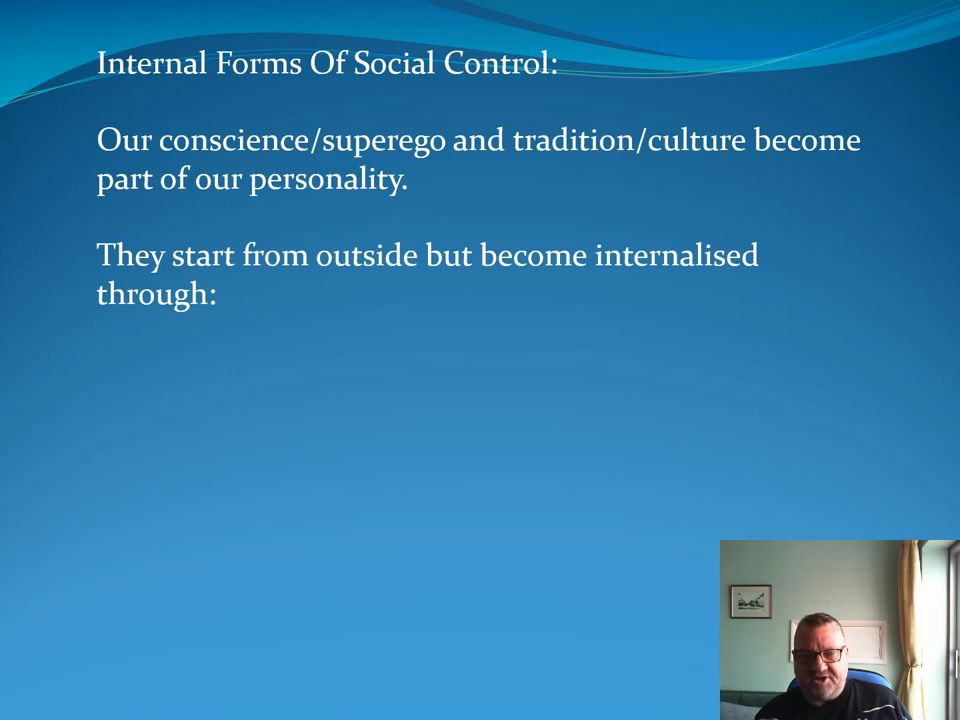 Internal Forms Of Social Control:
Our conscience/superego and tradition/culture become
part of our personality.
They start from outside but become internalised
through: